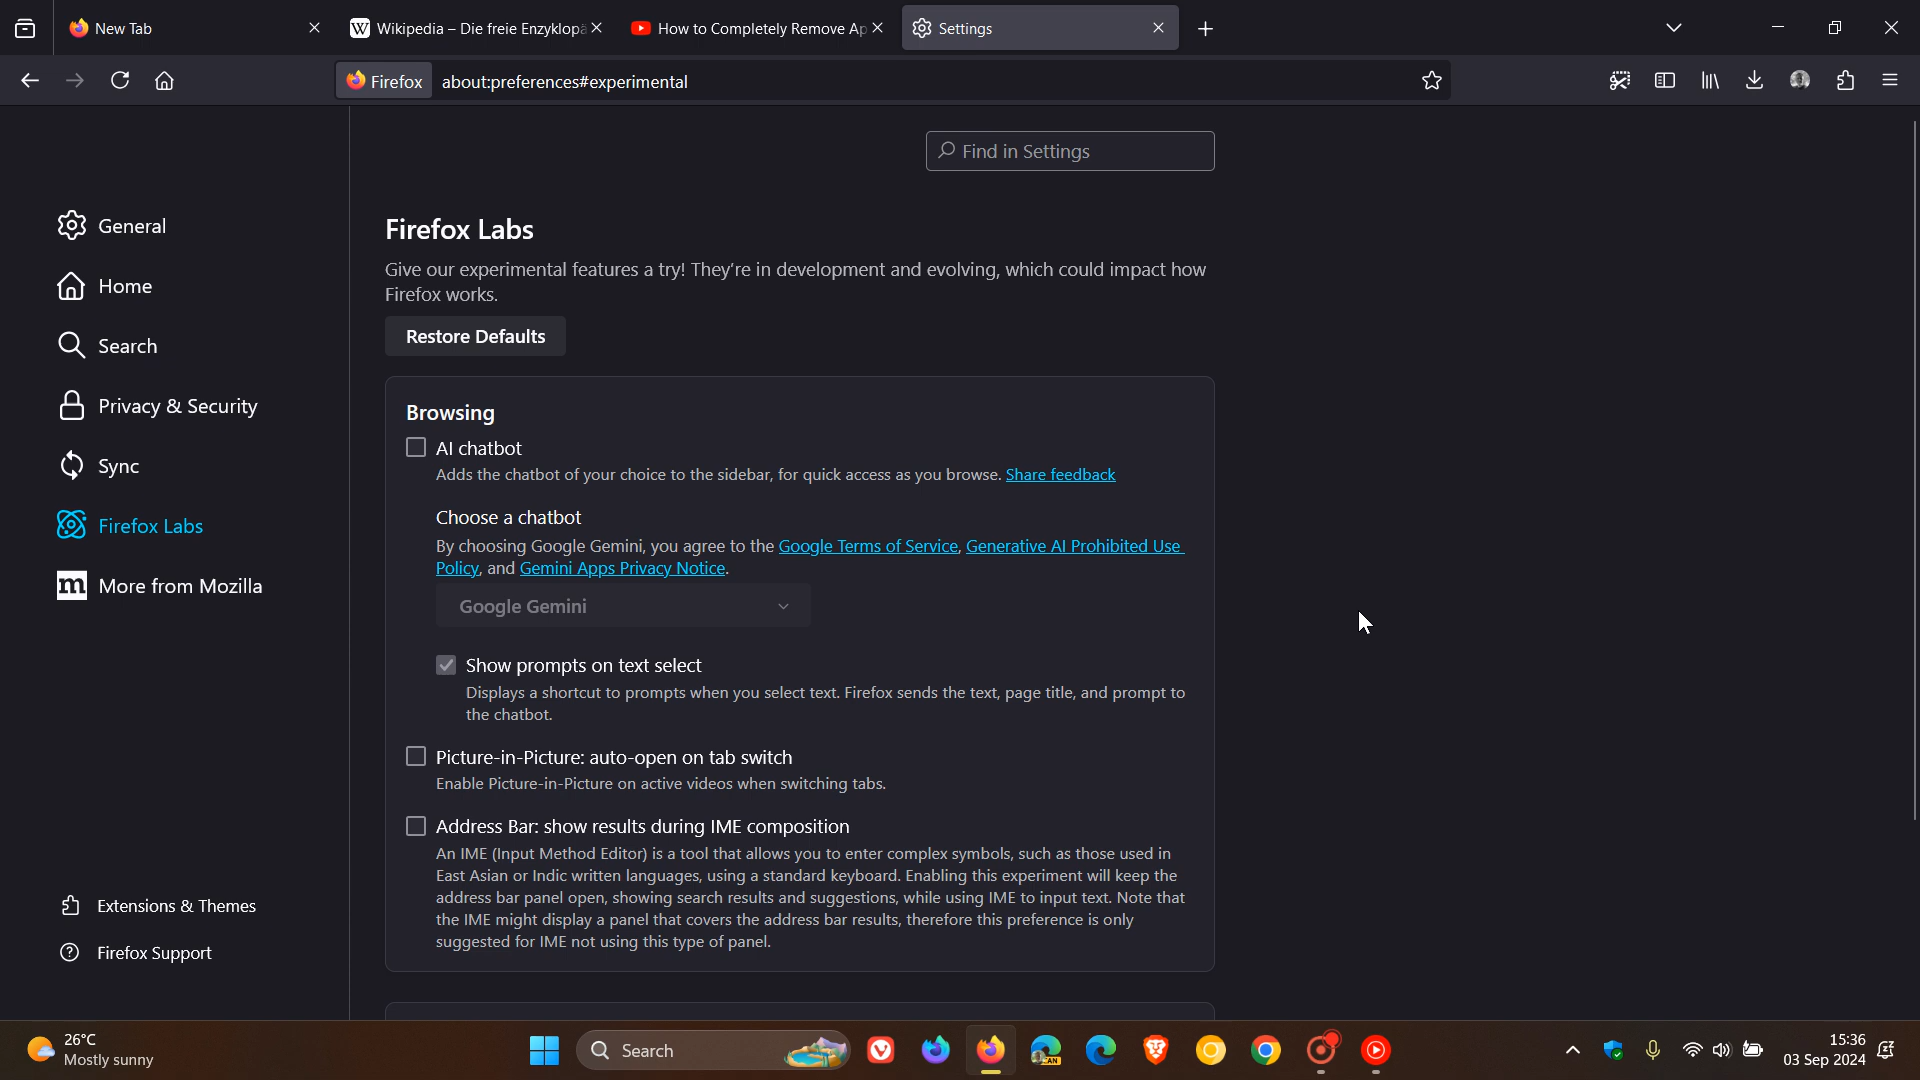 New Tab
Wikipedia – Die freie Enzyklopä
How to Completely Remove Ap
Settings
Firefox
about:preferences#experimental
Find in Settings
General
Home
Search
Privacy & Security
Sync
Firefox Labs
More from Mozilla
Extensions & Themes
Firefox Support
Firefox Labs
Give our experimental features a try! They're in development and evolving, which could impact how
Firefox works.
Restore Defaults
Browsing
AI chatbot
Adds the chatbot of your choice to the sidebar, for quick access as you browse. Share feedback
Choose a chatbot
By choosing Google Gemini, you agree to the Google Terms of Service, Generative AI Prohibited Use
Policy, and Gemini Apps Privacy Notice.
Google Gemini
Show prompts on text select
Displays a shortcut to prompts when you select text. Firefox sends the text, page title, and prompt to
the chatbot.
Picture-in-Picture: auto-open on tab switch
Enable Picture-in-Picture on active videos when switching tabs.
Address Bar: show results during IME composition
An IME (Input Method Editor) is a tool that allows you to enter complex symbols, such as those used in
East Asian or Indic written languages, using a standard keyboard. Enabling this experiment will keep the
address bar panel open, showing search results and suggestions, while using IME to input text. Note that
the IME might display a panel that covers the address bar results, therefore this preference is only
suggested for IME not using this type of panel.
26°C
Mostly sunny
Search
CAN
15:36
03 Sep 2024